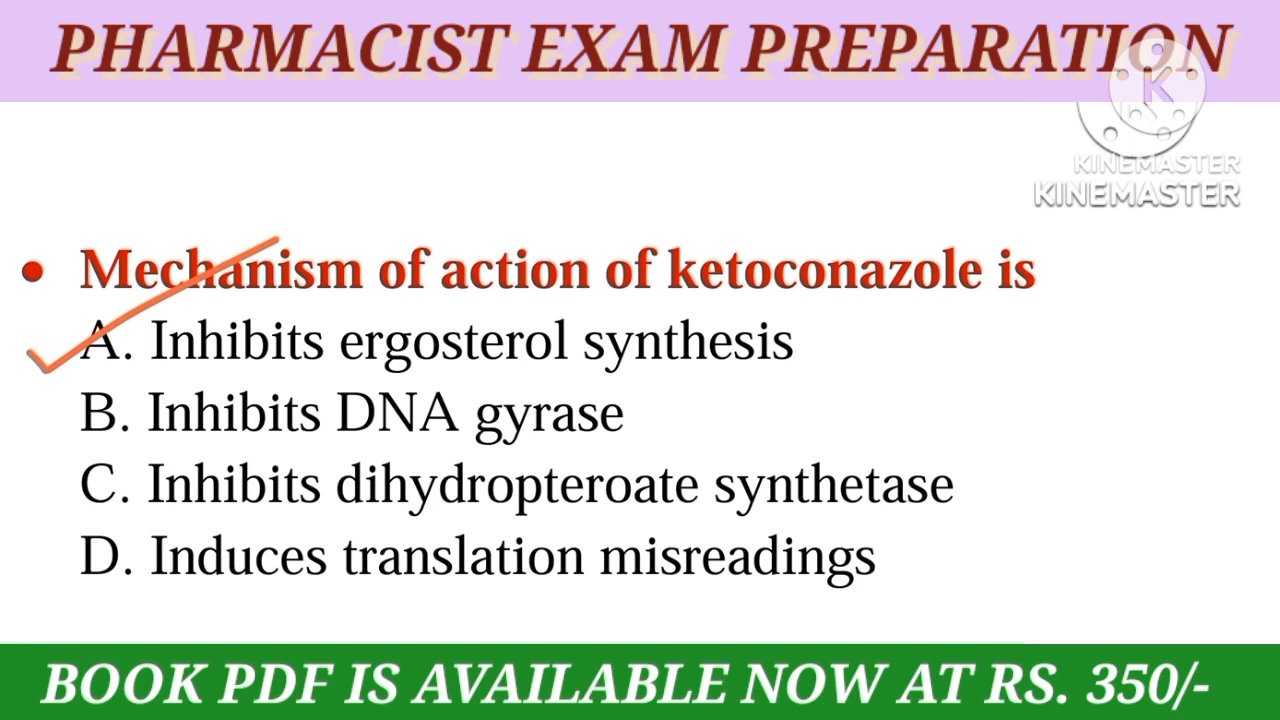 PHARMACIST EXAM PREPARATION
K
KINEMASTER
KINEMASTER
• Mechanism of action of ketoconazole is
A. Inhibits ergosterol synthesis
B. Inhibits DNA gyrase
C. Inhibits dihydropteroate synthetase
D. Induces translation misreadings
BOOK PDF IS AVAILABLE NOW AT RS. 350/-